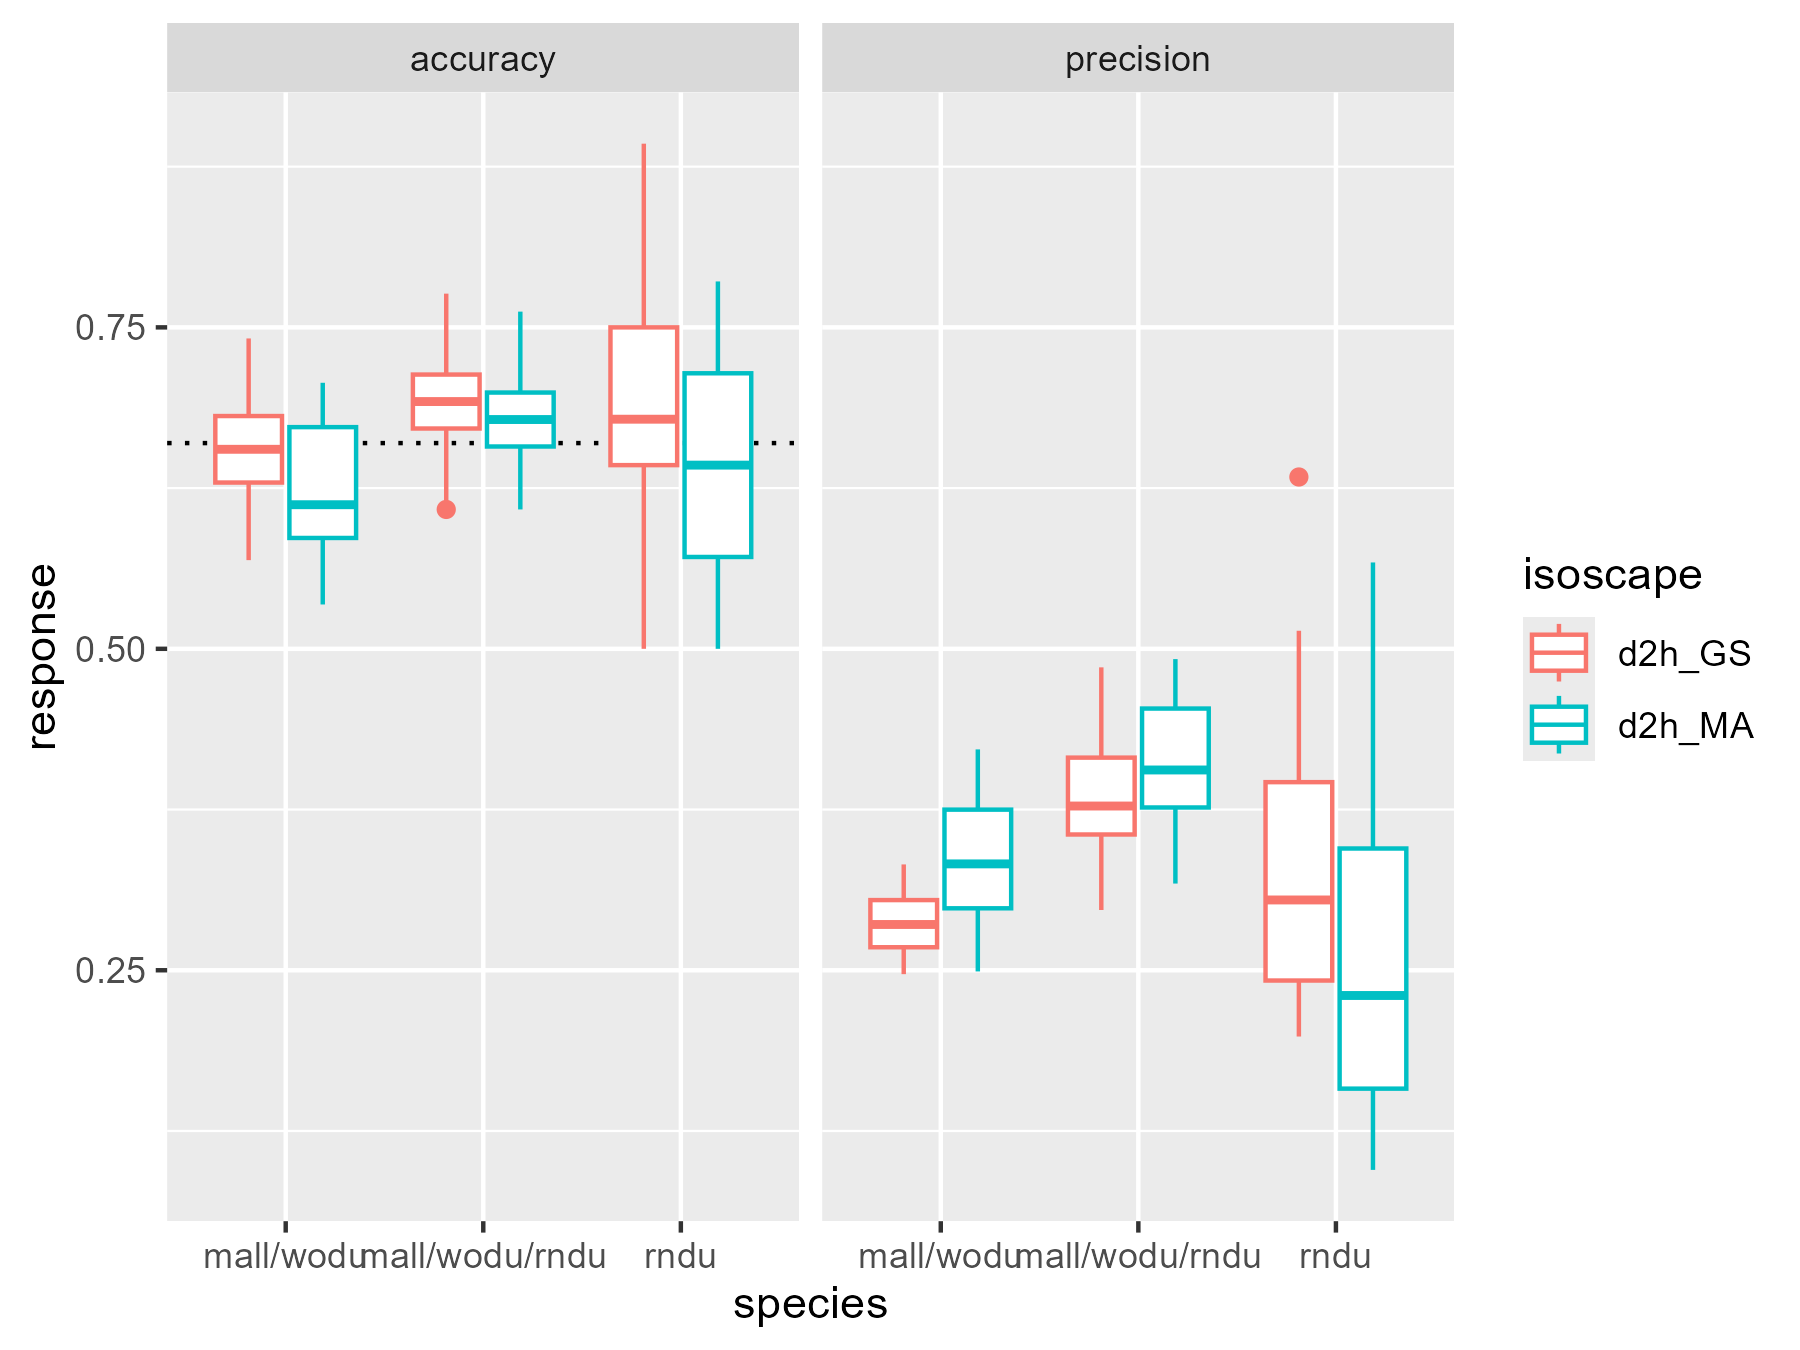 accuracy
precision
response
0.75
0.50
0.25
mall/wodu
mall/wodu/rndu
rndu
mall/wodu
mall/wodu/rndu
rndu
species
isoscape
d2h_GS
d2h_MA